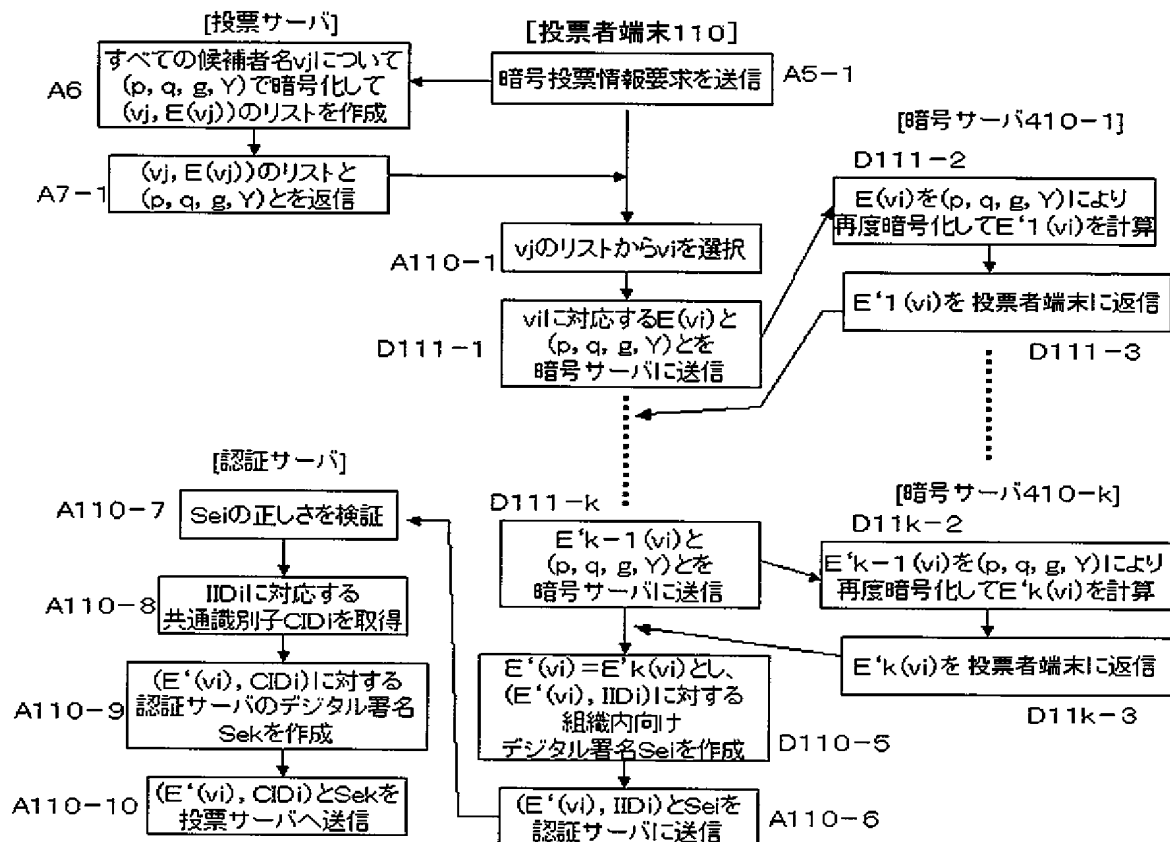 [投票サーバ]
すべての候補者名vjについて
(p, q, g, Y)で暗号化して
(vj, E(vj))のリストを作成
A6
(vj, E(vj))のリストと
(p, q, g, Y)とを返信
A7-1
[投票者端末110]
暗号投票情報要求を送信
A5-1
vjのリストからviを選択
A110-1
viに対応するE(vi)と
(p, q, g, Y)とを
暗号サーバに送信
D111-1
[暗号サーバ410-1]
D111-2
E(vi)を(p, q, g, Y)により
再度暗号化してE‘1(vi)を計算
E‘1(vi)を投票者端末に返信
D111-3
[認証サーバ]
A110-7
Seiの正しさを検証
A110-8
IIDiに対応する
共通識別子CIDiを取得
A110-9
(E‘(vi), CIDi)に対する
認証サーバのデジタル署名
Sekを作成
A110-10
(E‘(vi), CIDi)とSekを
投票サーバへ送信
D111-k
E‘k-1(vi)と
(p, q, g, Y)とを
暗号サーバに送信
E‘(vi)=E’k(vi)とし、
(E‘(vi), IIDi)に対する
組織内向け
デジタル署名Seiを作成
D110-5
(E‘(vi), IIDi)とSeiを
認証サーバに送信
A110-6
[暗号サーバ410-k]
D11k-2
E‘k-1(vi)を(p, q, g, Y)により
再度暗号化してE‘k(vi)を計算
E‘k(vi)を投票者端末に返信
D11k-3